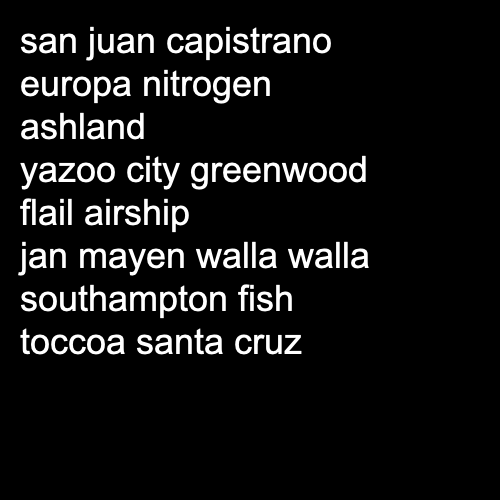 san juan capistrano
europa nitrogen
ashland
yazoo city greenwood
flail airship
jan mayen walla walla
southampton fish
toccoa santa cruz